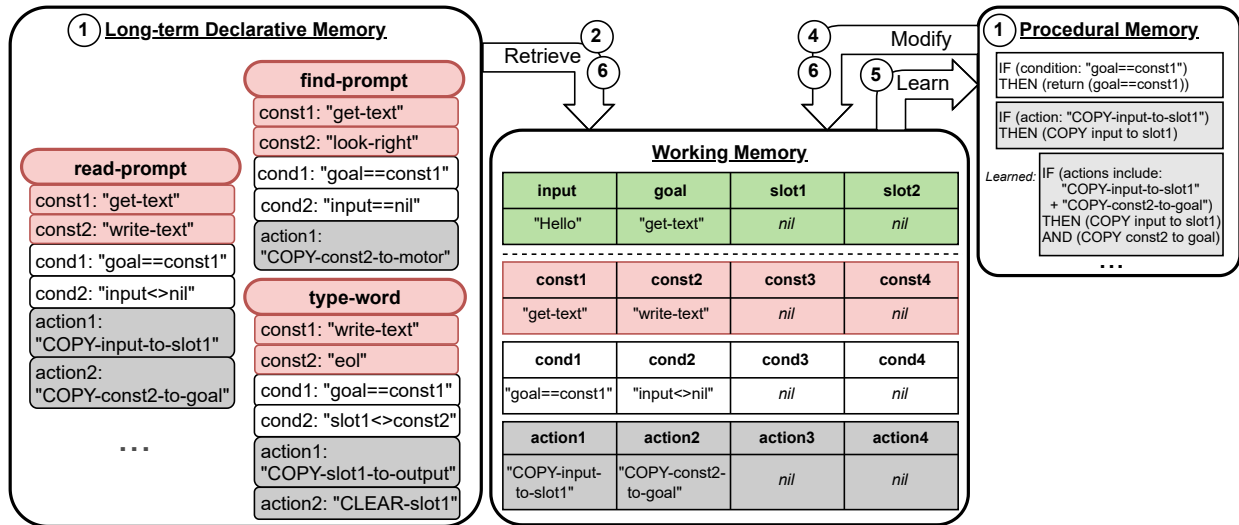 1 Long-term Declarative Memory
read-prompt
const1: "get-text"
const2: "write-text"
cond1: "goal==const1"
cond2: "input<>nil"
action1:
"COPY-input-to-slot1"
action2:
"COPY-const2-to-goal"
...
find-prompt
const1: "get-text"
const2: "look-right"
cond1: "goal==const1"
cond2: "input==nil"
action1:
"COPY-const2-to-motor"
type-word
const1: "write-text"
const2: "eol"
cond1: "goal==const1"
cond2: "slot1<>const2"
action1:
"COPY-slot1-to-output"
action2: "CLEAR-slot1"
2
Retrieve
6
4
Modify
6
5
Learn
Working Memory
input goal slot1 slot2
"Hello" "get-text" nil nil
const1 const2 const3 const4
"get-text" "write-text" nil nil
cond1 cond2 cond3 cond4
"goal==const1" "input<>nil" nil nil
action1 action2 action3 action4
"COPY-input-
to-slot1"
"COPY-const2-
to-goal"
nil nil
1 Procedural Memory
IF (condition: "goal==const1")
THEN (return (goal==const1))
IF (action: "COPY-input-to-slot1")
THEN (COPY input to slot1)
Learned:
IF (actions include:
"COPY-input-to-slot1"
+ "COPY-const2-to-goal")
THEN (COPY input to slot1)
AND (COPY const2 to goal)
...